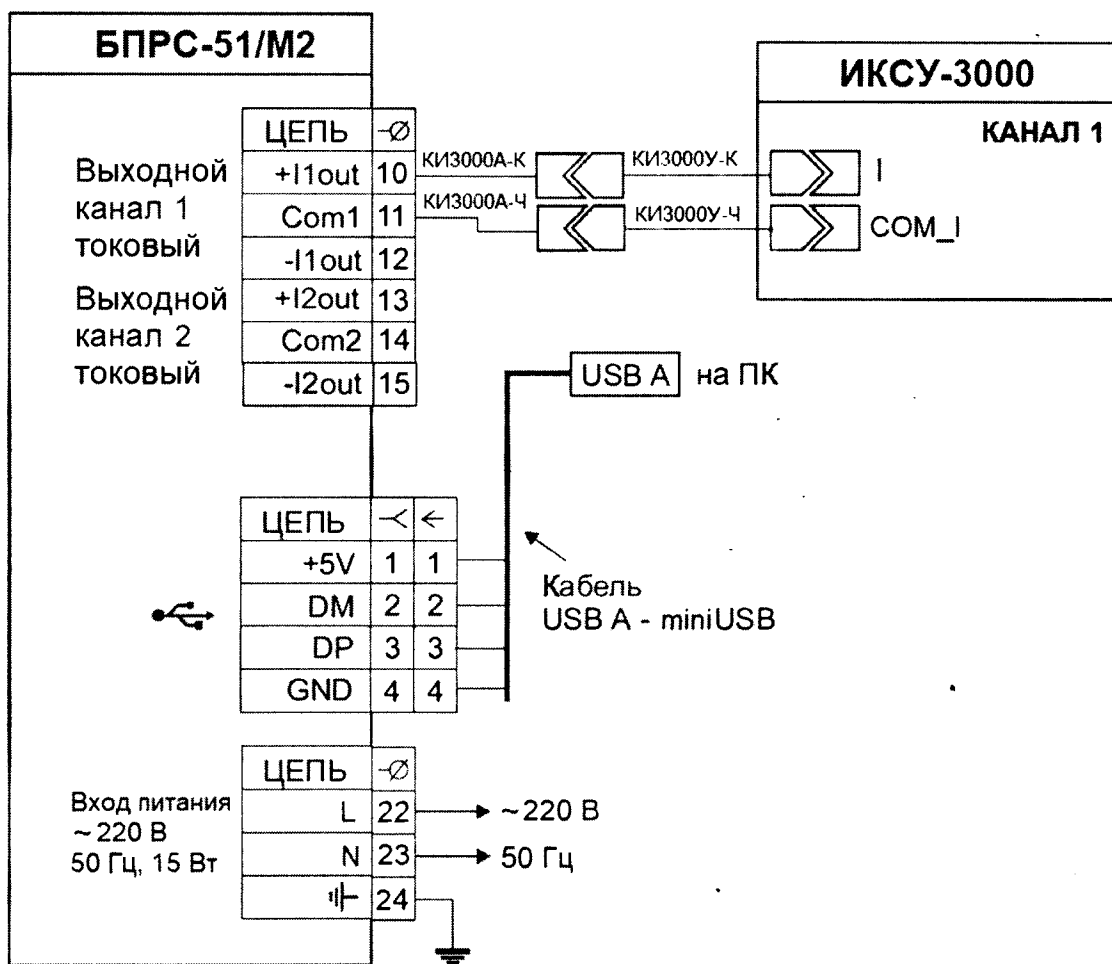 БПРС-51/М2
ИКСУ-3000
КАНАЛ 1
ЦЕПЬ
Выходной
канал 1
токовый
+I1out 10
Com1 11
-I1out 12
КИ3000А-К
КИ3000У-К
I
КИ3000А-Ч
КИ3000У-Ч
COM_I
Выходной
канал 2
токовый
+I2out 13
Com2 14
-I2out 15
USB A на ПК
ЦЕПЬ
+5V 1 1
DM 2 2
DP 3 3
GND 4 4
Кабель
USB A - miniUSB
ЦЕПЬ
Вход питания
~220 В
50 Гц, 15 Вт
L 22 ~220 В
N 23 50 Гц
24